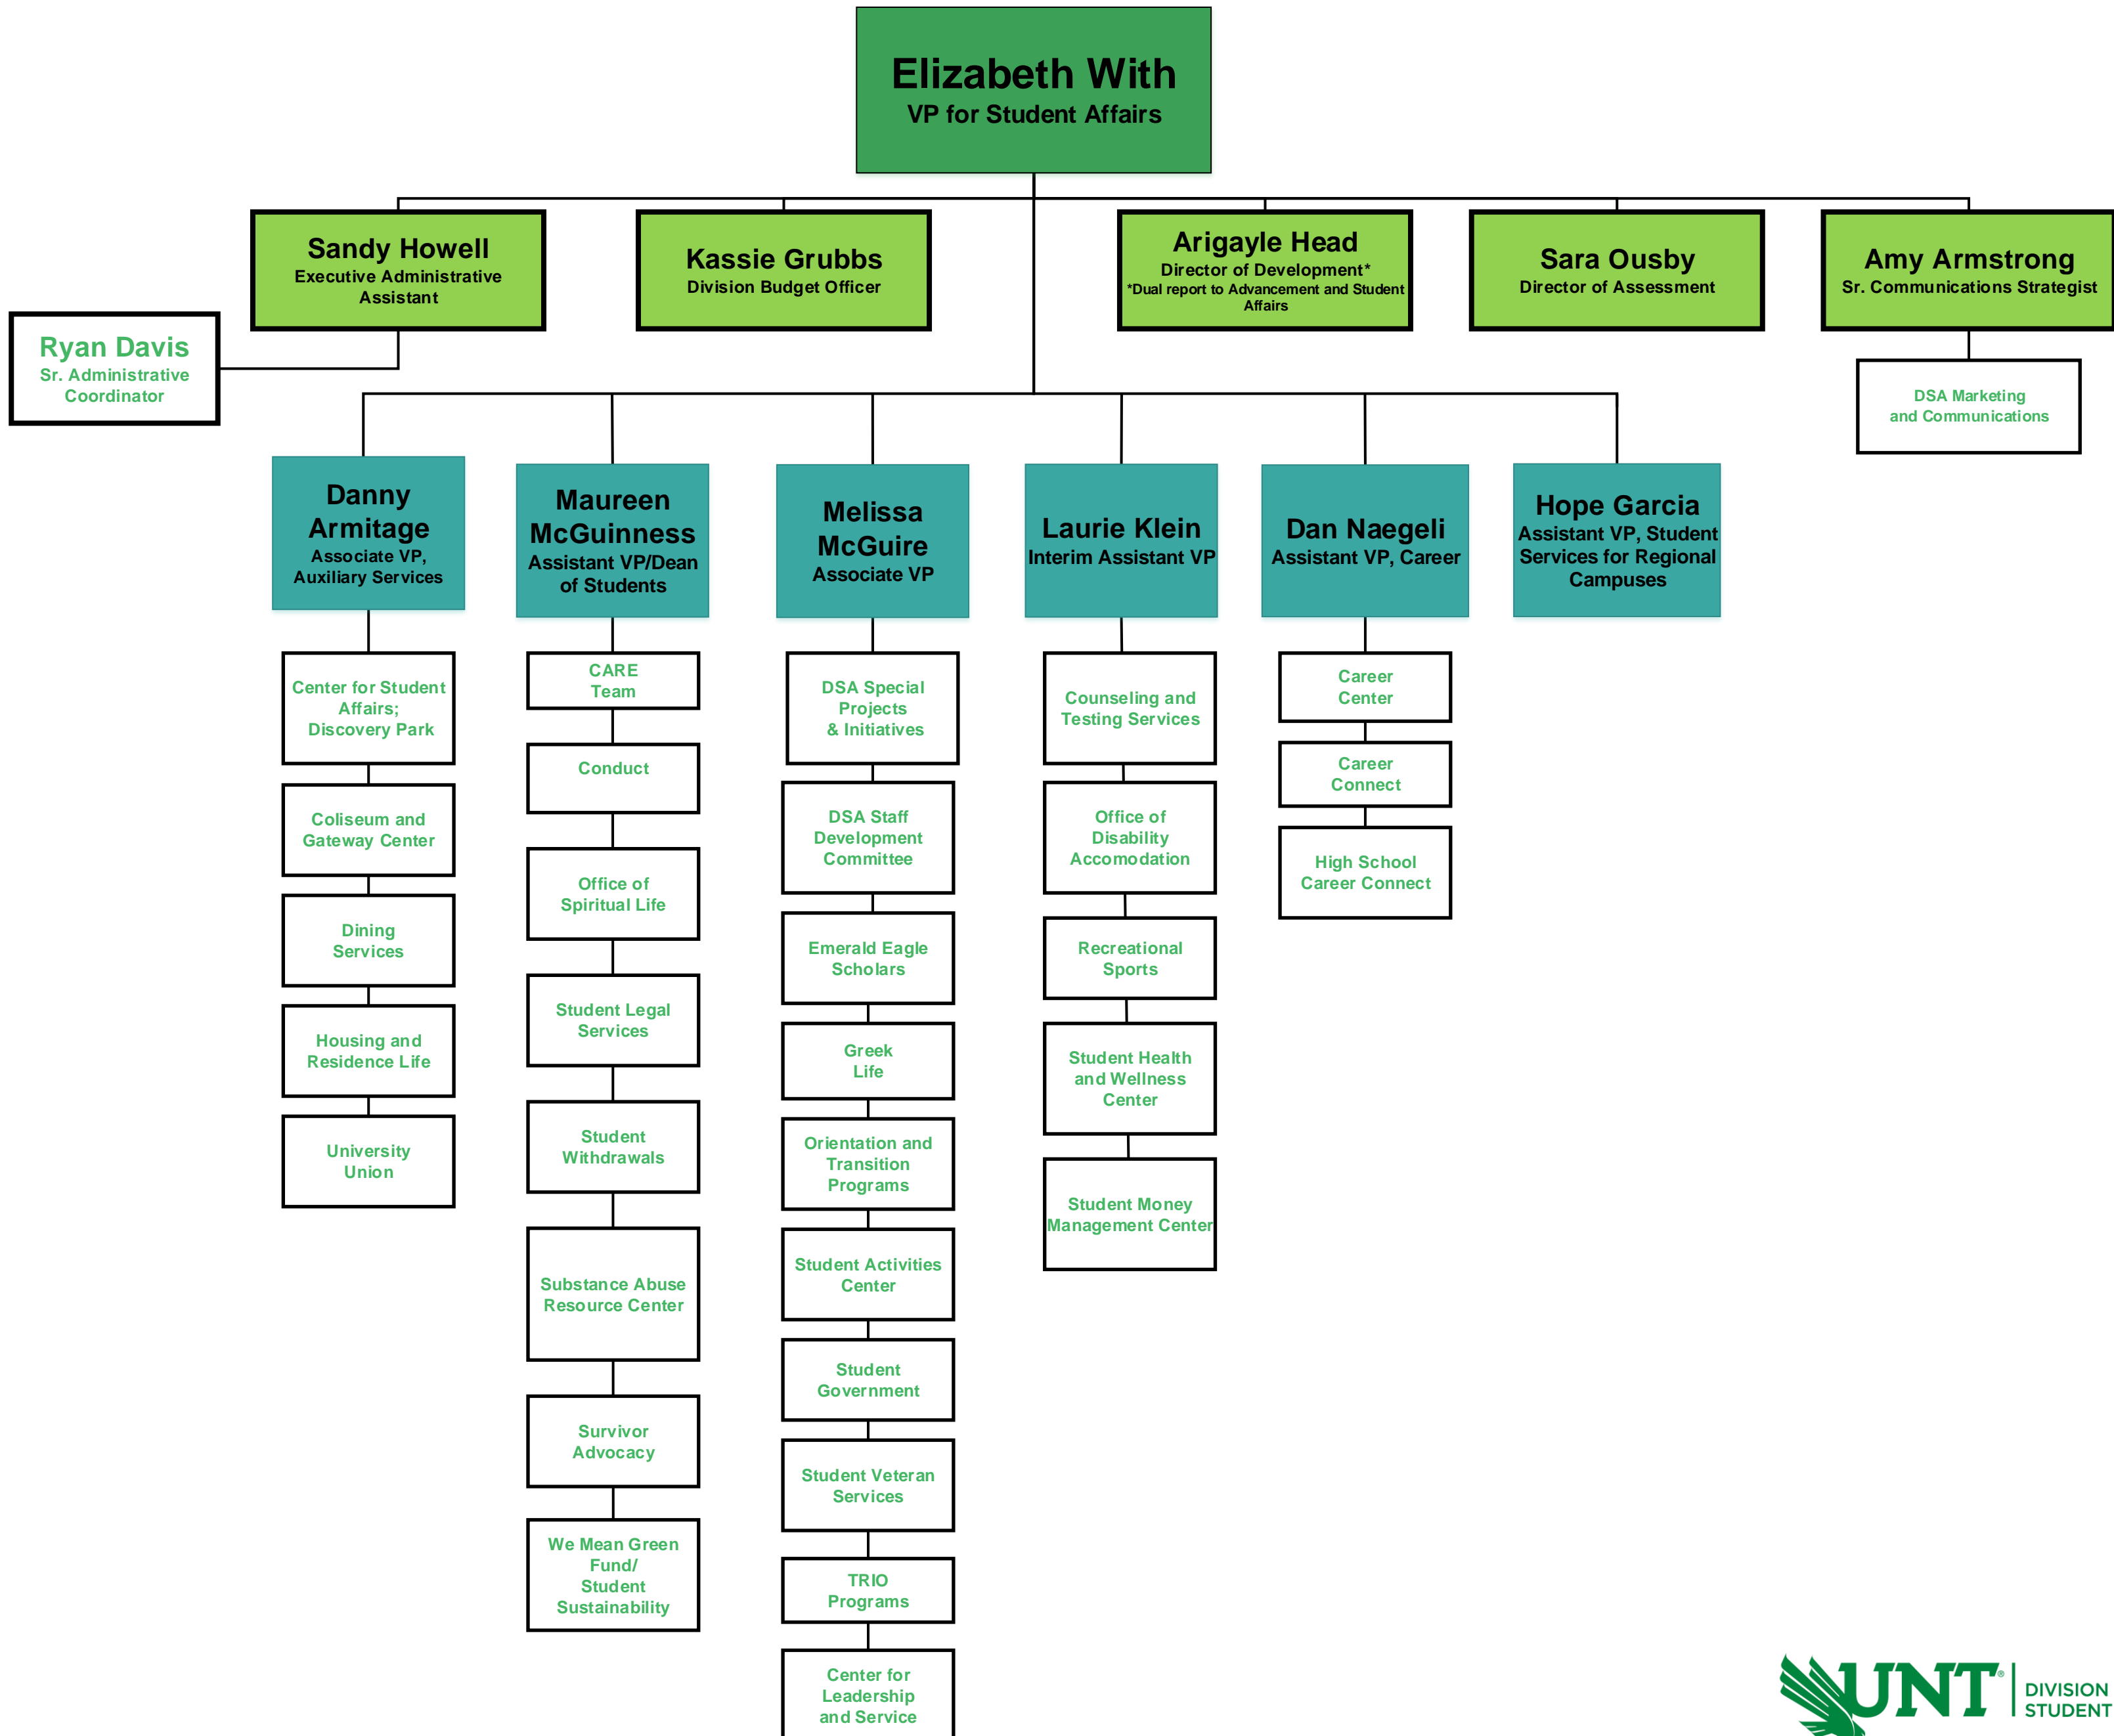 Elizabeth With
VP for Student Affairs
Sandy Howell
Executive Administrative
Assistant
Kassie Grubbs
Division Budget Officer
Arigayle Head
Director of Development*
*Dual report to Advancement and Student
Affairs
Sara Ousby
Director of Assessment
Amy Armstrong
Sr. Communications Strategist
Ryan Davis
Sr. Administrative
Coordinator
DSA Marketing
and Communications
Danny
Armitage
Associate VP,
Auxiliary Services
Maureen
McGuinness
Assistant VP/Dean
of Students
Melissa
McGuire
Associate VP
Laurie Klein
Interim Assistant VP
Dan Naegeli
Assistant VP, Career
Hope Garcia
Assistant VP, Student
Services for Regional
Campuses
Center for Student
Affairs;
Discovery Park
Coliseum and
Gateway Center
Dining
Services
Housing and
Residence Life
University
Union
CARE
Team
Conduct
Office of
Spiritual Life
Student Legal
Services
Student
Withdrawals
Substance Abuse
Resource Center
Survivor
Advocacy
We Mean Green
Fund/
Student
Sustainability
DSA Special
Projects
& Initiatives
DSA Staff
Development
Committee
Emerald Eagle
Scholars
Greek
Life
Orientation and
Transition
Programs
Student Activities
Center
Student
Government
Student Veteran
Services
TRIO
Programs
Center for
Leadership
and Service
Counseling and
Testing Services
Office of
Disability
Accomodation
Recreational
Sports
Student Health
and Wellness
Center
Student Money
Management Center
Career
Center
Career
Connect
High School
Career Connect
UNT®
DIVISION
STUDENT